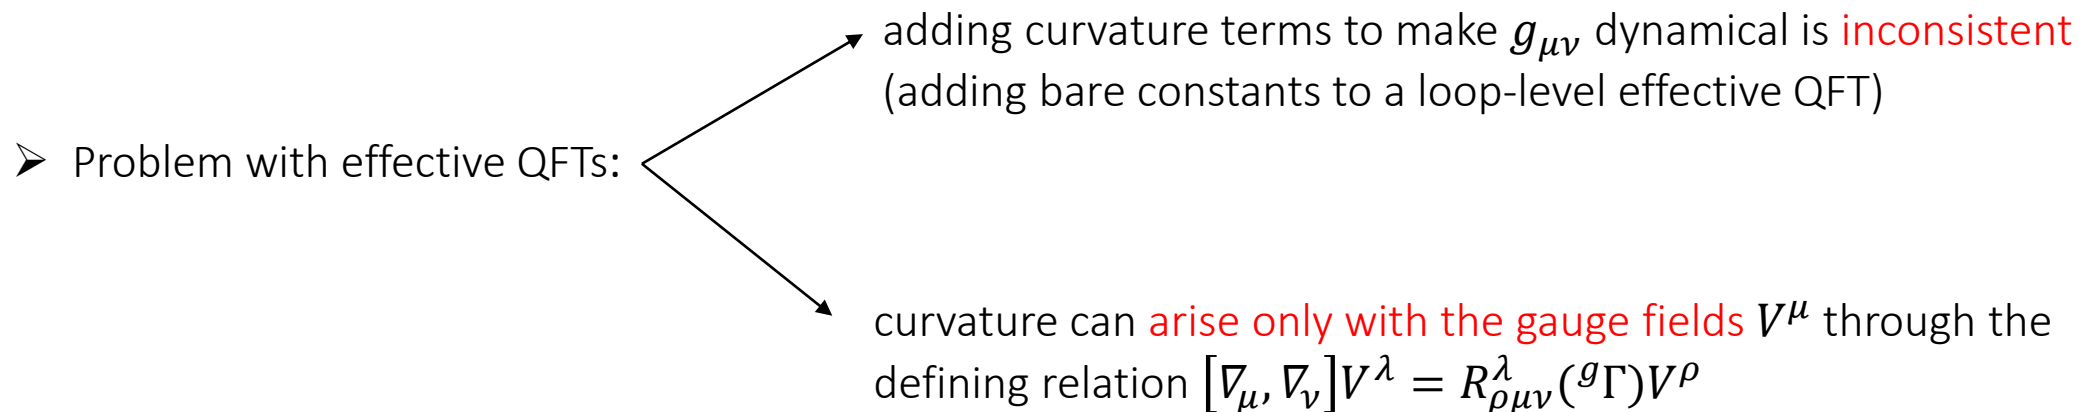 adding curvature terms to make g_{μν} dynamical is inconsistent
(adding bare constants to a loop-level effective QFT)
➢ Problem with effective QFTs:
curvature can arise only with the gauge fields V^μ through the
defining relation [∇_μ, ∇_ν]V^λ = R^λ_{ρμν}(^gΓ)V^ρ